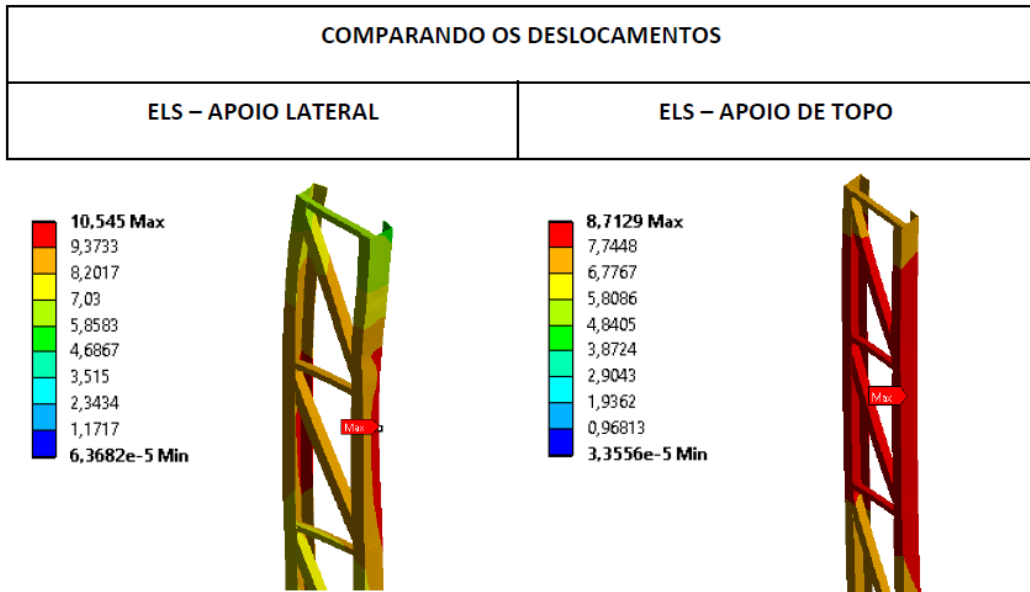 COMPARANDO OS DESLOCAMENTOS
ELS – APOIO LATERAL
ELS – APOIO DE TOPO
10,545 Max
9,3733
8,2017
7,03
5,8583
4,6867
3,515
2,3434
1,1717
6,3682e-5 Min
Max
8,7129 Max
7,7448
6,7767
5,8086
4,8405
3,8724
2,9043
1,9362
0,96813
3,3556e-5 Min
Max